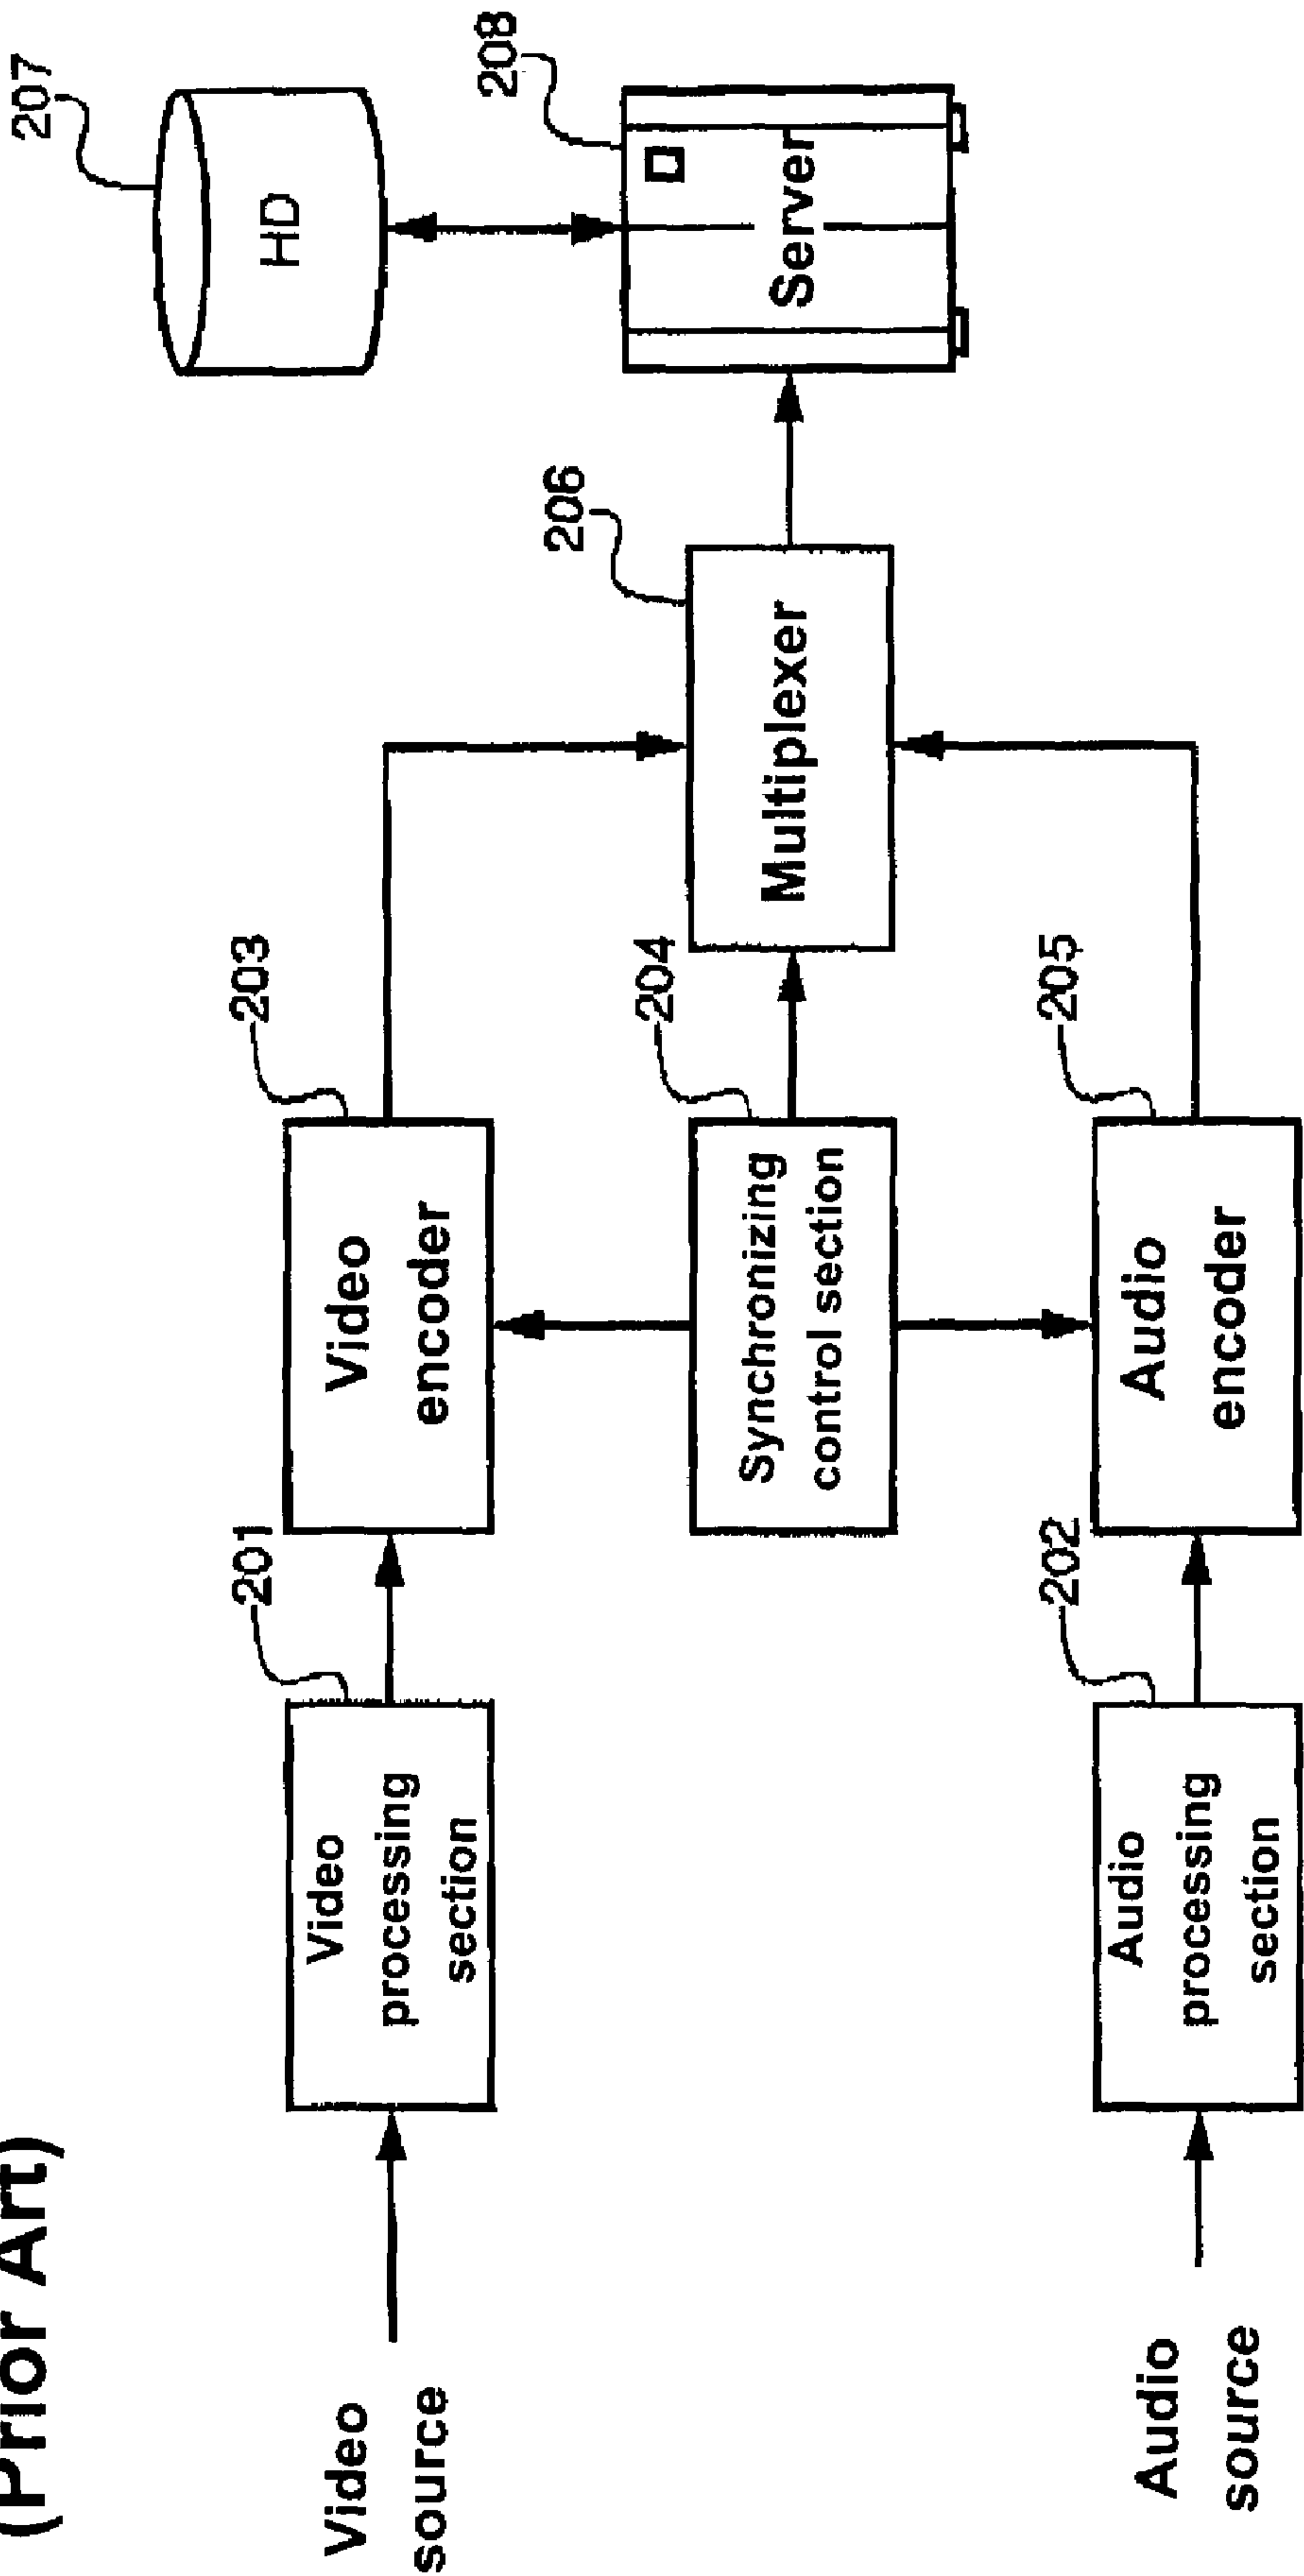 (Prior Art)
207
HD
208
Server
201
203
206
Video
source
Video
processing
section
Video
encoder
204
Synchronizing
control section
Multiplexer
202
205
Audio
source
Audio
processing
section
Audio
encoder